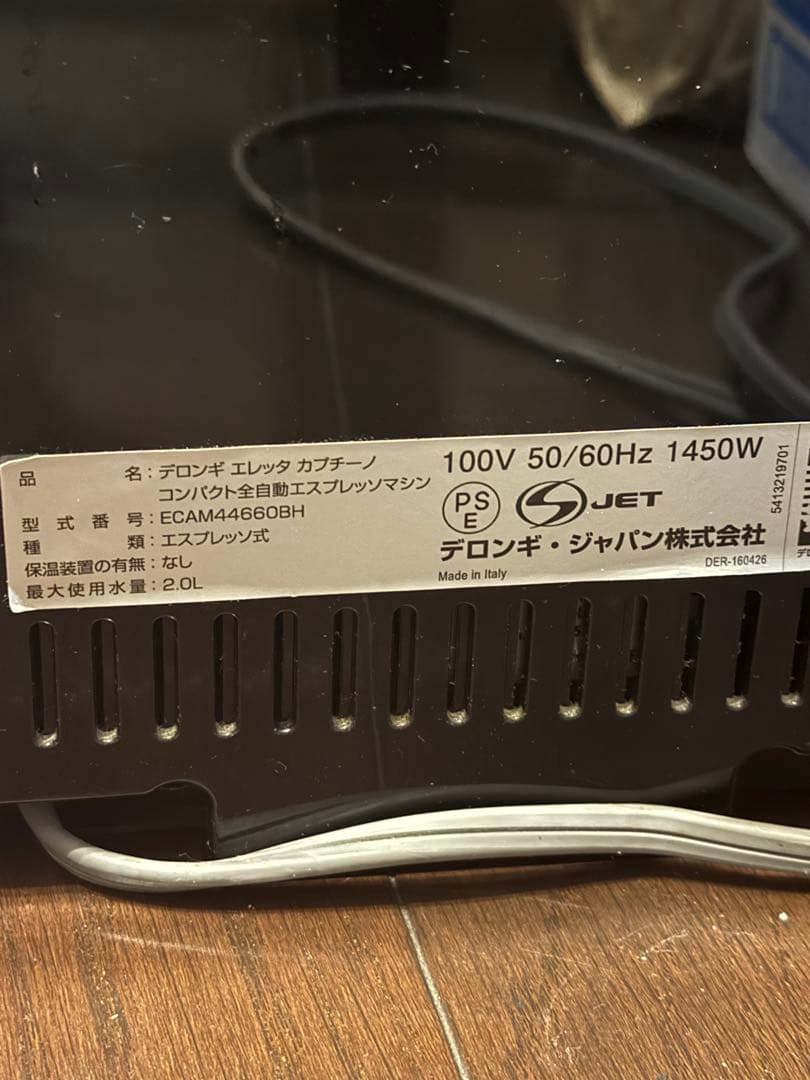 品 名：デロンギ エレッタ カプチーノ
コンパクト全自動エスプレッソマシン
型 式 番 号：ECAM44660BH
種 類：エスプレッソ式
保温装置の有無：なし
最大使用水量：2.0L
100V 50/60Hz 1450W
PS
E
JET
デロンギ・ジャパン株式会社
Made in Italy
DER-160426
5413219701
デロ